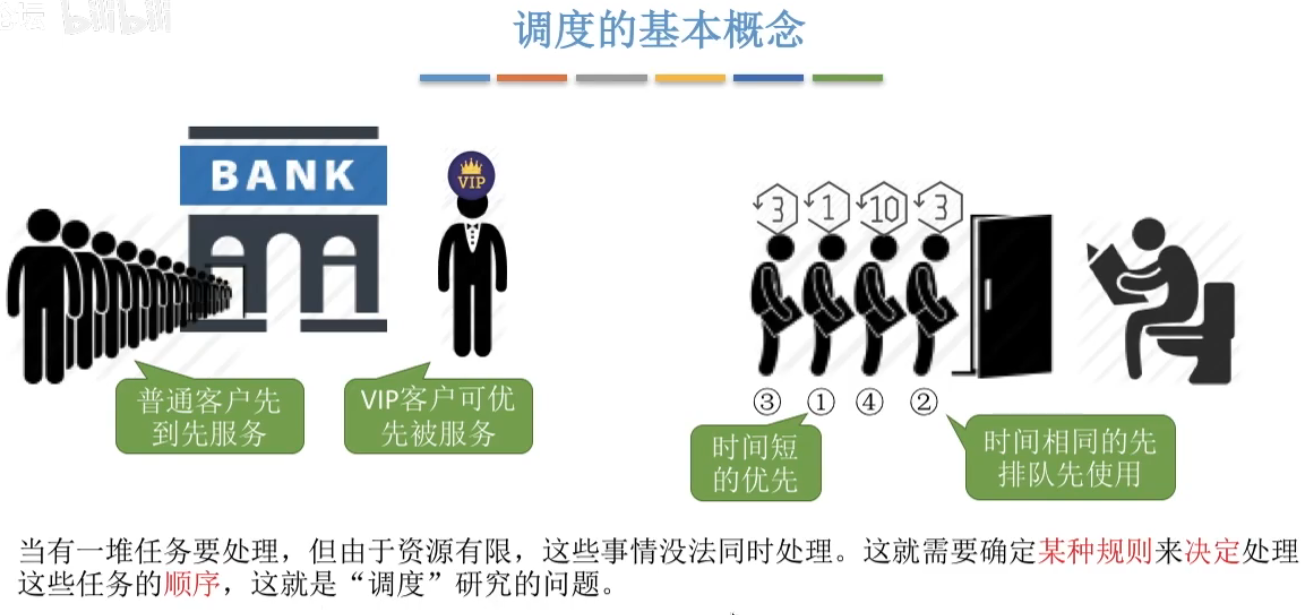 bilibili
调度的基本概念
BANK
VIP
3
1
10
3
普通客户先
到先服务
VIP客户可优
先被服务
③
①
④
②
时间短
的优先
时间相同的先
排队先使用
当有一堆任务要处理，但由于资源有限，这些事情没法同时处理。这就需要确定某种规则来决定处理
这些任务的顺序，这就是“调度”研究的问题。